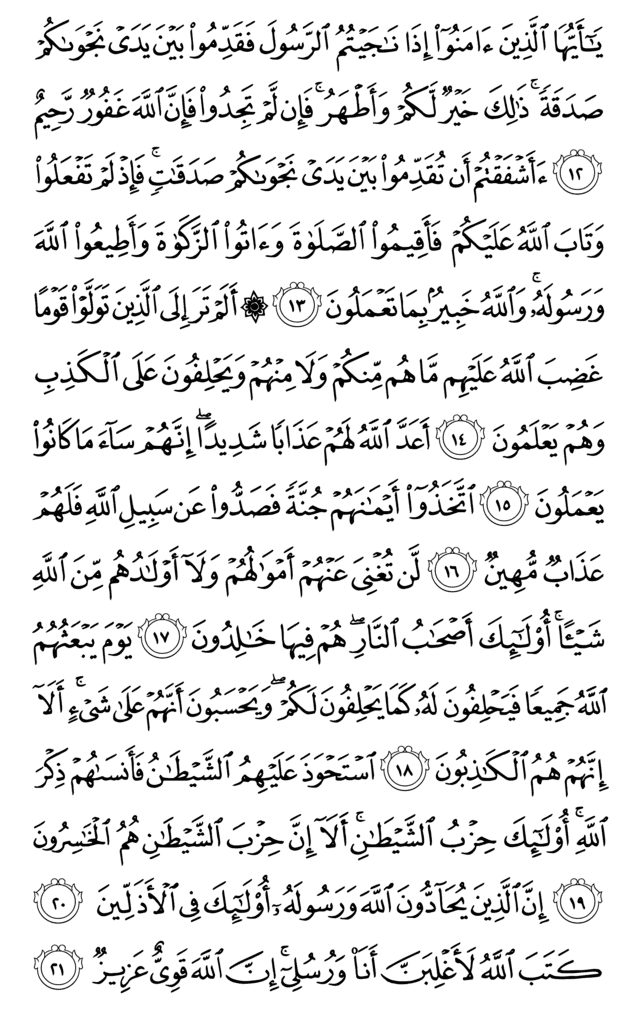 يَـٰٓأَيُّهَا ٱلَّذِينَ ءَامَنُوٓا۟ إِذَا نَـٰجَيْتُمُ ٱلرَّسُولَ فَقَدِّمُوا۟ بَيْنَ يَدَىْ نَجْوَىٰكُمْ
صَدَقَةً ۚ ذَٰلِكَ خَيْرٌ لَّكُمْ وَأَطْهَرُ ۚ فَإِن لَّمْ تَجِدُوا۟ فَإِنَّ ٱللَّهَ غَفُورٌ رَّحِيمٌ
١٢ ءَأَشْفَقْتُمْ أَن تُقَدِّمُوا۟ بَيْنَ يَدَىْ نَجْوَىٰكُمْ صَدَقَـٰتٍ ۚ فَإِذْ لَمْ تَفْعَلُوا۟
وَتَابَ ٱللَّهُ عَلَيْكُمْ فَأَقِيمُوا۟ ٱلصَّلَوٰةَ وَءَاتُوا۟ ٱلزَّكَوٰةَ وَأَطِيعُوا۟ ٱللَّهَ
وَرَسُولَهُۥ ۚ وَٱللَّهُ خَبِيرٌۢ بِمَا تَعْمَلُونَ ١٣ ۞ أَلَمْ تَرَ إِلَى ٱلَّذِينَ تَوَلَّوْا۟ قَوْمًا
غَضِبَ ٱللَّهُ عَلَيْهِم مَّا هُم مِّنكُمْ وَلَا مِنْهُمْ وَيَحْلِفُونَ عَلَى ٱلْكَذِبِ
وَهُمْ يَعْلَمُونَ ١٤ أَعَدَّ ٱللَّهُ لَهُمْ عَذَابًا شَدِيدًا ۖ إِنَّهُمْ سَآءَ مَا كَانُوا۟
يَعْمَلُونَ ١٥ ٱتَّخَذُوٓا۟ أَيْمَـٰنَهُمْ جُنَّةً فَصَدُّوا۟ عَن سَبِيلِ ٱللَّهِ فَلَهُمْ
عَذَابٌ مُّهِينٌ ١٦ لَّن تُغْنِىَ عَنْهُمْ أَمْوَٰلُهُمْ وَلَآ أَوْلَـٰدُهُم مِّنَ ٱللَّهِ
شَيْـًٔا ۚ أُو۟لَـٰٓئِكَ أَصْحَـٰبُ ٱلنَّارِ ۖ هُمْ فِيهَا خَـٰلِدُونَ ١٧ يَوْمَ يَبْعَثُهُمُ
ٱللَّهُ جَمِيعًا فَيَحْلِفُونَ لَهُۥ كَمَا يَحْلِفُونَ لَكُمْ ۖ وَيَحْسَبُونَ أَنَّهُمْ عَلَىٰ شَىْءٍ ۚ أَلَآ
إِنَّهُمْ هُمُ ٱلْكَـٰذِبُونَ ١٨ ٱسْتَحْوَذَ عَلَيْهِمُ ٱلشَّيْطَـٰنُ فَأَنسَىٰهُمْ ذِكْرَ
ٱللَّهِ ۚ أُو۟لَـٰٓئِكَ حِزْبُ ٱلشَّيْطَـٰنِ ۚ أَلَآ إِنَّ حِزْبَ ٱلشَّيْطَـٰنِ هُمُ ٱلْخَـٰسِرُونَ
١٩ إِنَّ ٱلَّذِينَ يُحَآدُّونَ ٱللَّهَ وَرَسُولَهُۥٓ أُو۟لَـٰٓئِكَ فِى ٱلْأَذَلِّينَ ٢٠
كَتَبَ ٱللَّهُ لَأَغْلِبَنَّ أَنَا۠ وَرُسُلِىٓ ۚ إِنَّ ٱللَّهَ قَوِىٌّ عَزِيزٌ ٢١